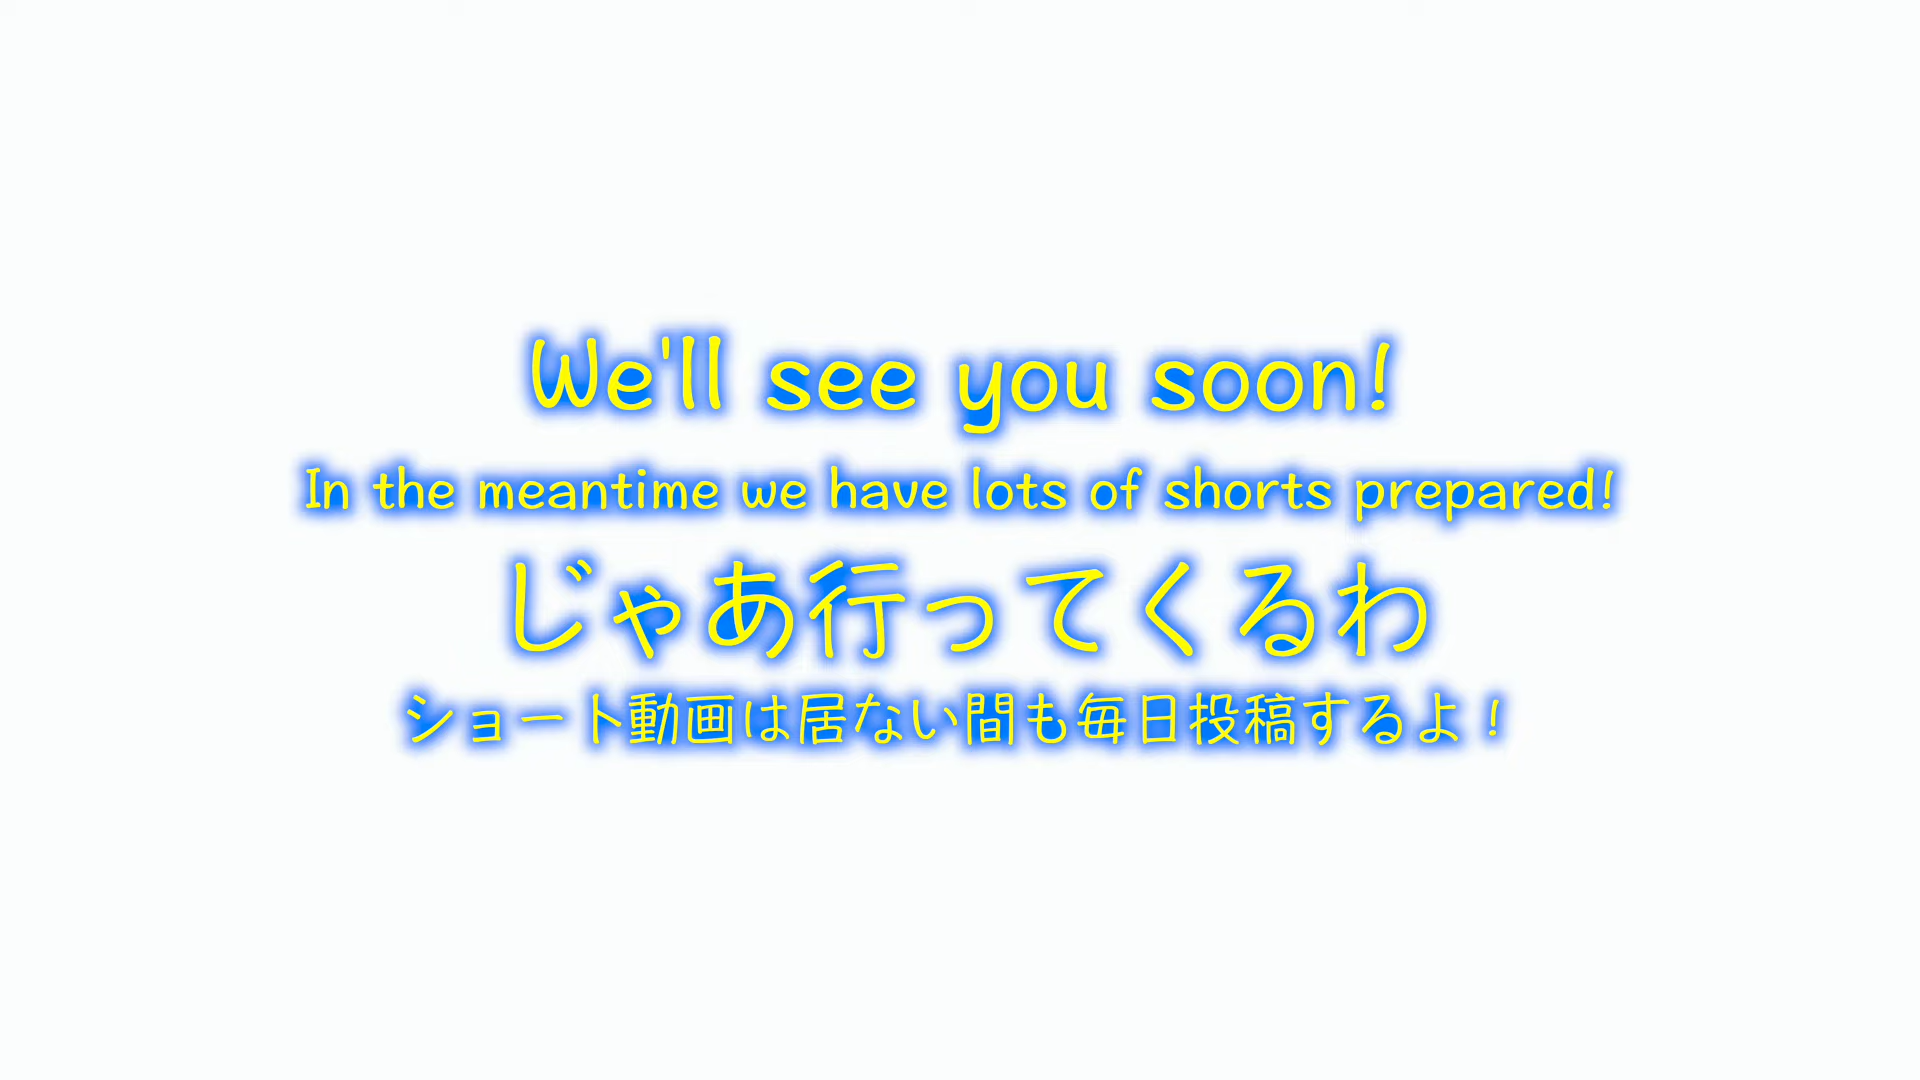 We'll see you soon!
In the meantime we have lots of shorts prepared!
じゃあ行ってくるわ
ショート動画は居ない間も毎日投稿するよ！